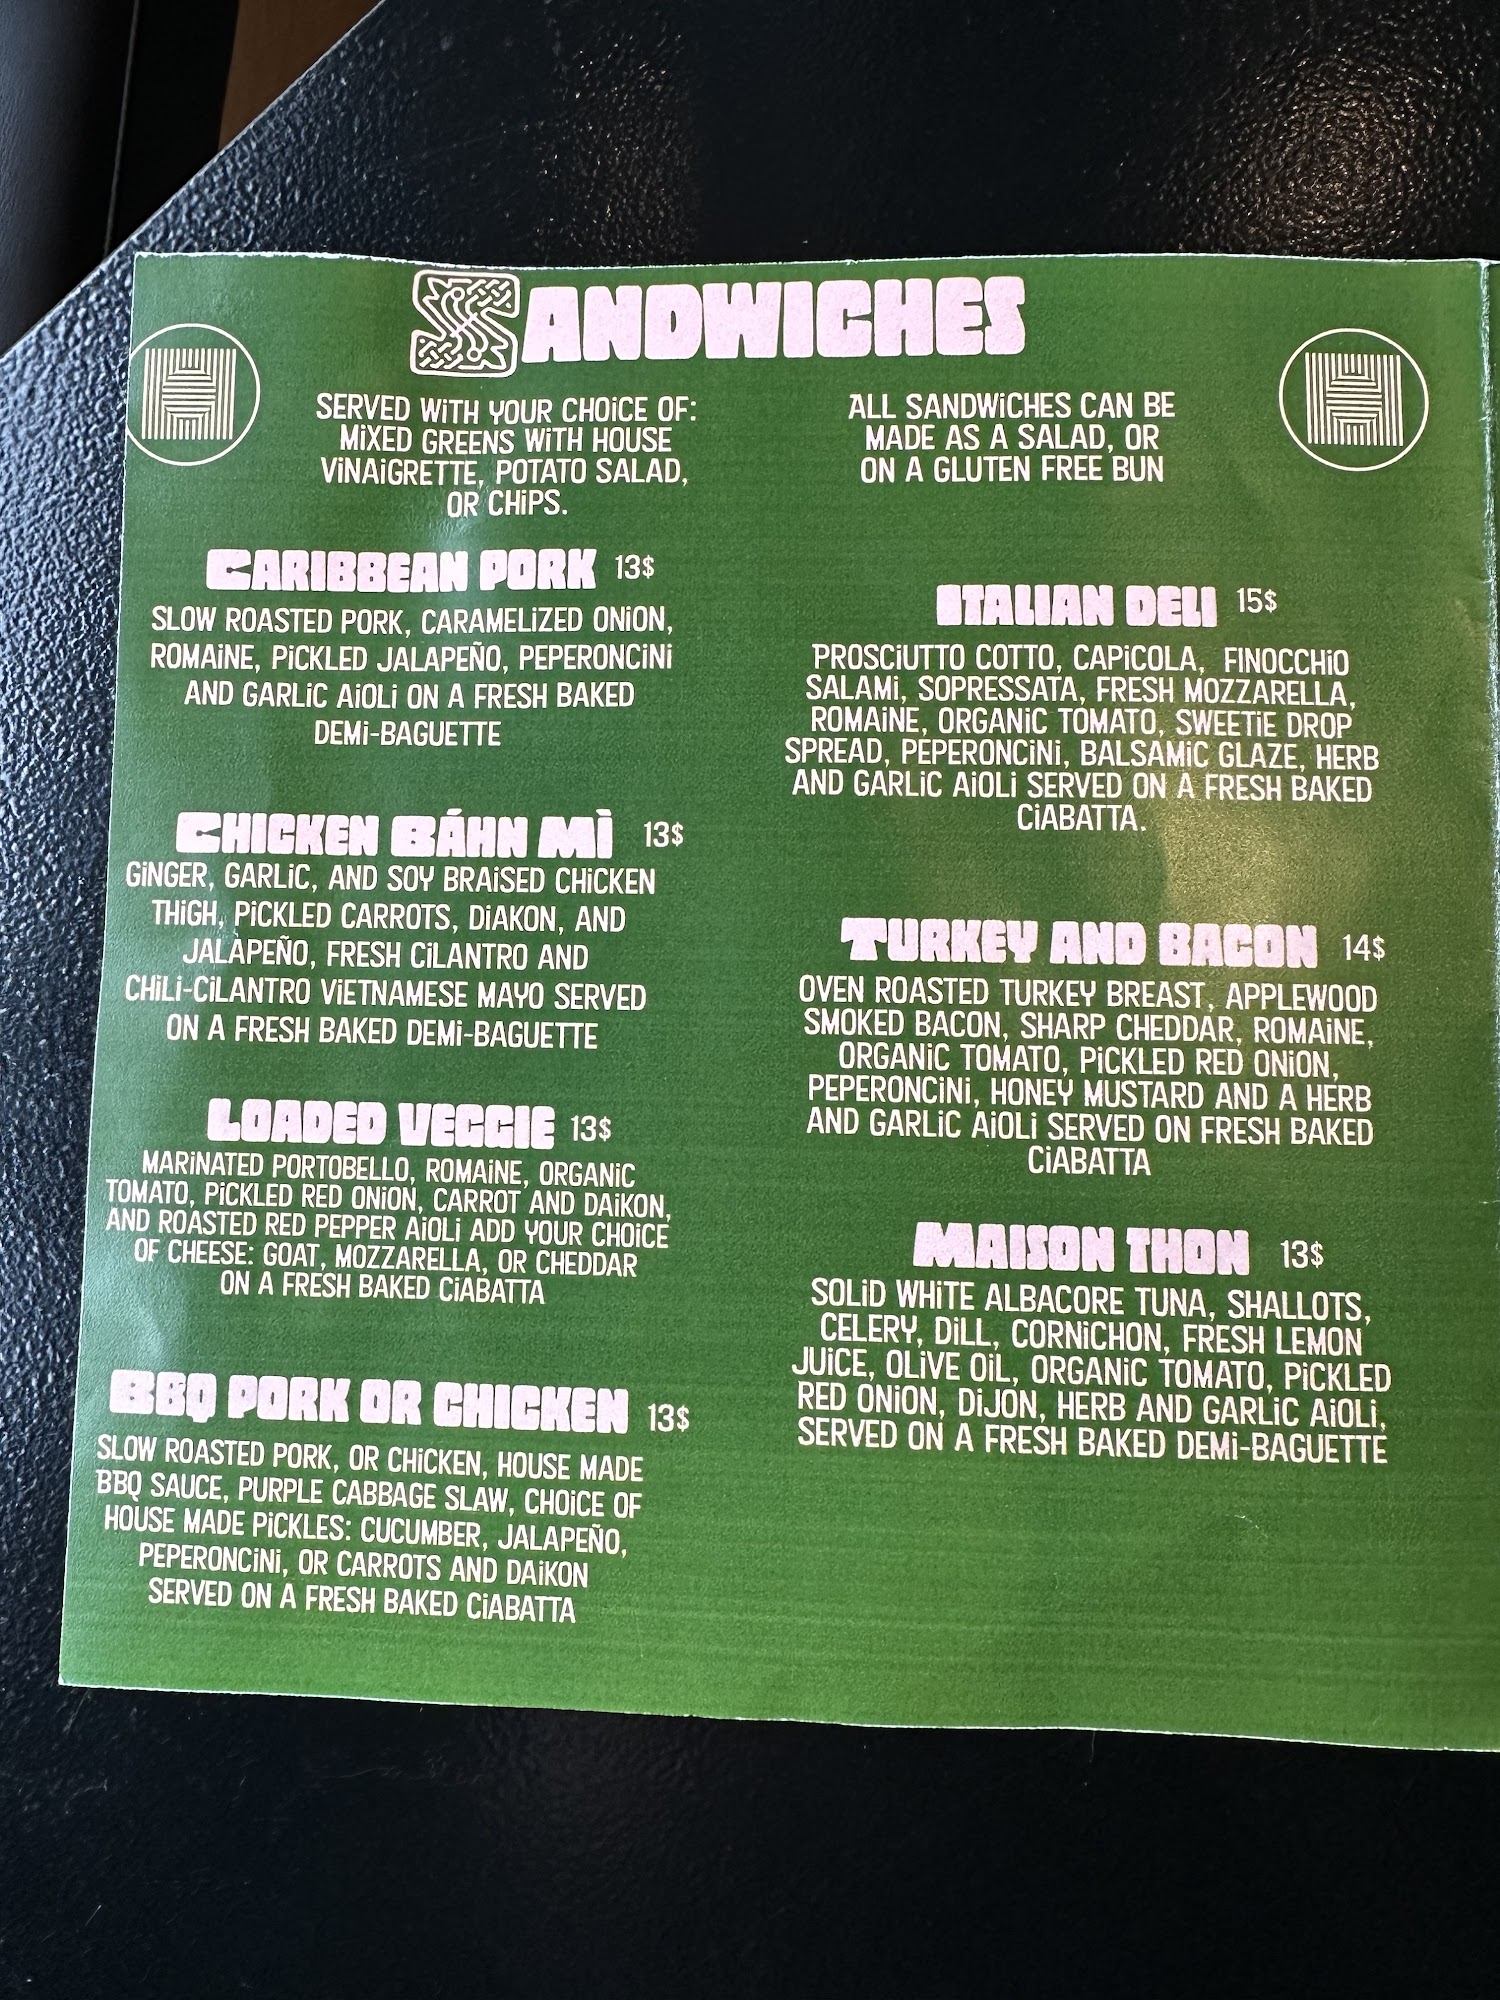 SANDWICHES
SERVED WITH YOUR CHOICE OF:
MIXED GREENS WITH HOUSE
VINAIGRETTE, POTATO SALAD,
OR CHIPS.
ALL SANDWICHES CAN BE
MADE AS A SALAD, OR
ON A GLUTEN FREE BUN
CARIBBEAN PORK 13$
SLOW ROASTED PORK, CARAMELIZED ONION,
ROMAINE, PICKLED JALAPEÑO, PEPERONCINI
AND GARLIC AIOLI ON A FRESH BAKED
DEMI-BAGUETTE
CHICKEN BÁHN MÌ 13$
GINGER, GARLIC, AND SOY BRAISED CHICKEN
THIGH, PICKLED CARROTS, DIAKON, AND
JALAPEÑO, FRESH CILANTRO AND
CHILI-CILANTRO VIETNAMESE MAYO SERVED
ON A FRESH BAKED DEMI-BAGUETTE
LOADED VEGGIE 13$
MARINATED PORTOBELLO, ROMAINE, ORGANIC
TOMATO, PICKLED RED ONION, CARROT AND DAIKON,
AND ROASTED RED PEPPER AIOLI ADD YOUR CHOICE
OF CHEESE: GOAT, MOZZARELLA, OR CHEDDAR
ON A FRESH BAKED CIABATTA
BBQ PORK OR CHICKEN 13$
SLOW ROASTED PORK, OR CHICKEN, HOUSE MADE
BBQ SAUCE, PURPLE CABBAGE SLAW, CHOICE OF
HOUSE MADE PICKLES: CUCUMBER, JALAPEÑO,
PEPERONCINI, OR CARROTS AND DAIKON
SERVED ON A FRESH BAKED CIABATTA
ITALIAN DELI 15$
PROSCIUTTO COTTO, CAPICOLA, FINOCCHIO
SALAMI, SOPRESSATA, FRESH MOZZARELLA,
ROMAINE, ORGANIC TOMATO, SWEETIE DROP
SPREAD, PEPERONCINI, BALSAMIC GLAZE, HERB
AND GARLIC AIOLI SERVED ON A FRESH BAKED
CIABATTA.
TURKEY AND BACON 14$
OVEN ROASTED TURKEY BREAST, APPLEWOOD
SMOKED BACON, SHARP CHEDDAR, ROMAINE,
ORGANIC TOMATO, PICKLED RED ONION,
PEPERONCINI, HONEY MUSTARD AND A HERB
AND GARLIC AIOLI SERVED ON FRESH BAKED
CIABATTA
MAISON THON 13$
SOLID WHITE ALBACORE TUNA, SHALLOTS,
CELERY, DILL, CORNICHON, FRESH LEMON
JUICE, OLIVE OIL, ORGANIC TOMATO, PICKLED
RED ONION, DIJON, HERB AND GARLIC AIOLI,
SERVED ON A FRESH BAKED DEMI-BAGUETTE